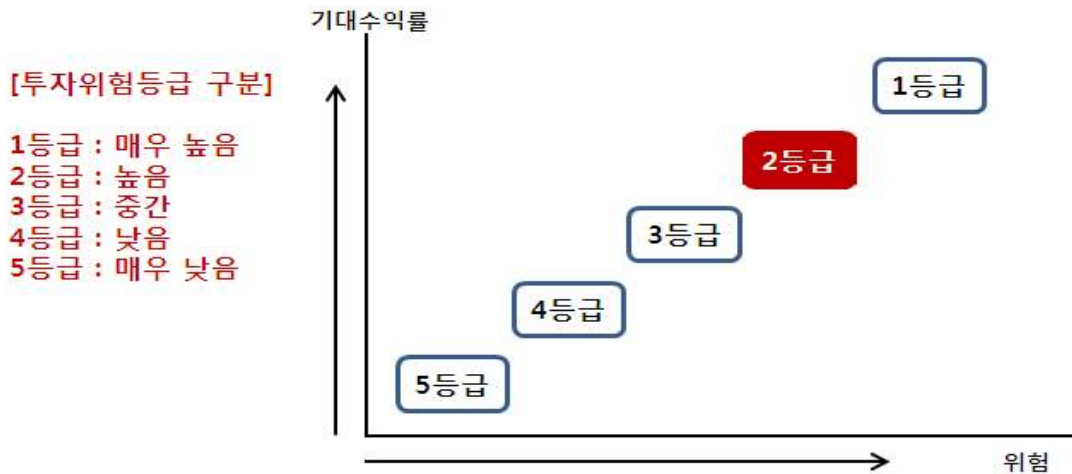 기대수익률
[투자위험등급 구분]
1등급 : 매우 높음
2등급 : 높음
3등급 : 중간
4등급 : 낮음
5등급 : 매우 낮음
1등급
2등급
3등급
4등급
5등급
위험